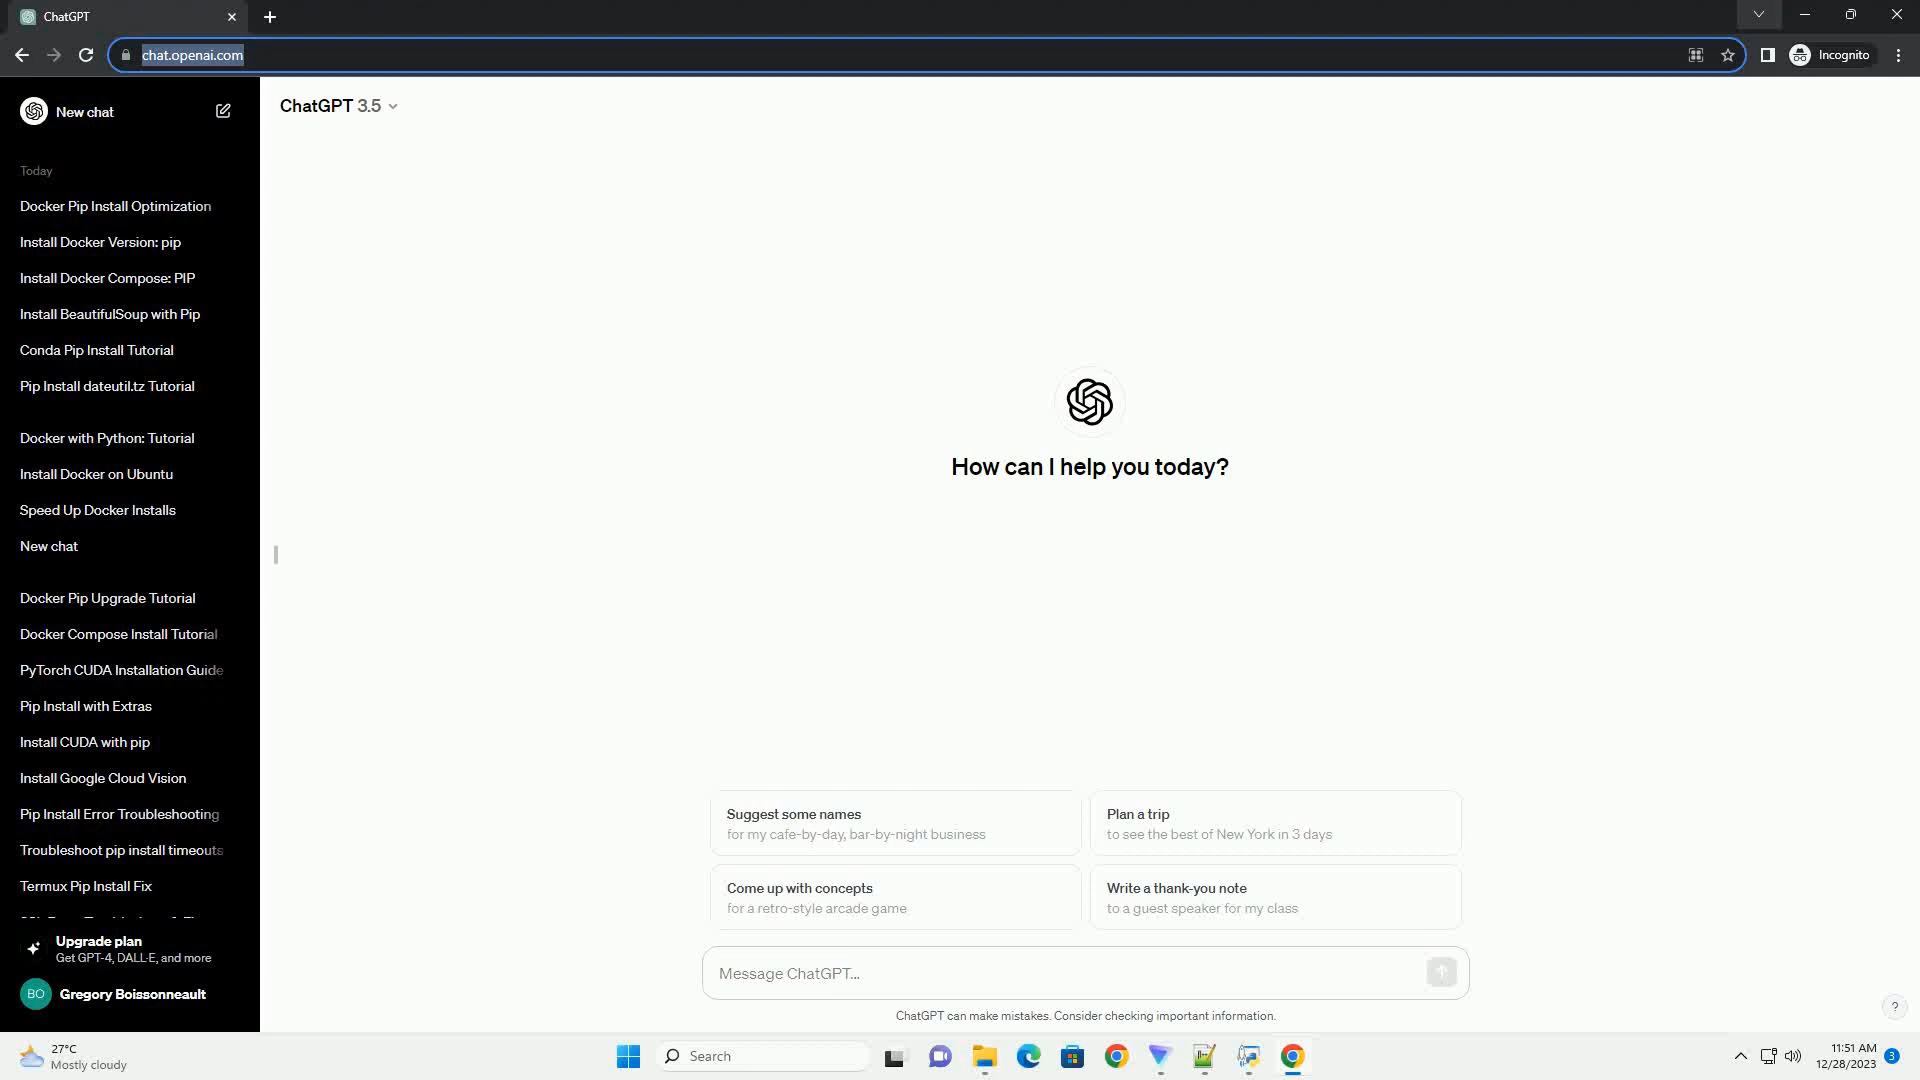 ChatGPT
chat.openai.com
Incognito
New chat
ChatGPT 3.5
Today
Docker Pip Install Optimization
Install Docker Version: pip
Install Docker Compose: PIP
Install BeautifulSoup with Pip
Conda Pip Install Tutorial
Pip Install dateutil.tz Tutorial
Docker with Python: Tutorial
Install Docker on Ubuntu
Speed Up Docker Installs
New chat
Docker Pip Upgrade Tutorial
Docker Compose Install Tutorial
PyTorch CUDA Installation Guide
Pip Install with Extras
Install CUDA with pip
Install Google Cloud Vision
Pip Install Error Troubleshooting
Troubleshoot pip install timeouts
Termux Pip Install Fix
Upgrade plan
Get GPT-4, DALL·E, and more
BO
Gregory Boissonneault
How can I help you today?
Suggest some names
for my cafe-by-day, bar-by-night business
Plan a trip
to see the best of New York in 3 days
Come up with concepts
for a retro-style arcade game
Write a thank-you note
to a guest speaker for my class
Message ChatGPT...
ChatGPT can make mistakes. Consider checking important information.
?
27°C
Mostly cloudy
Search
11:51 AM
12/28/2023
3